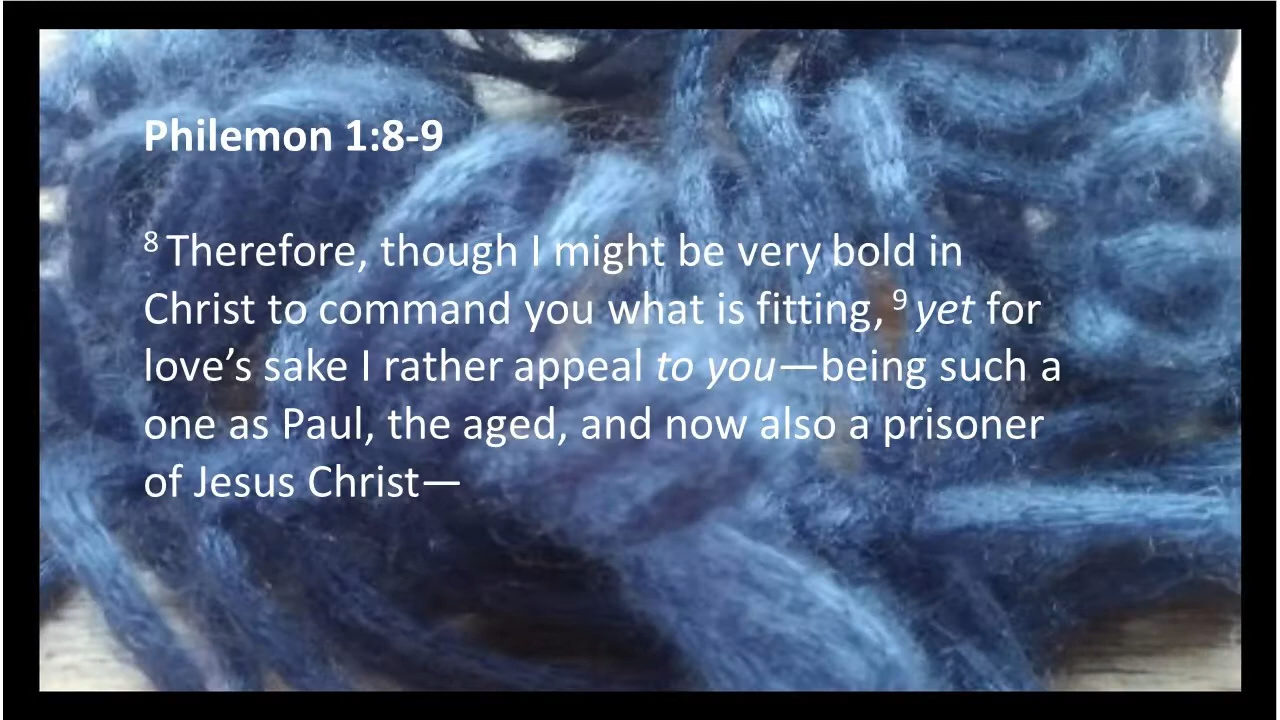 Philemon 1:8-9
8 Therefore, though I might be very bold in
Christ to command you what is fitting, 9 yet for
love’s sake I rather appeal to you—being such a
one as Paul, the aged, and now also a prisoner
of Jesus Christ—